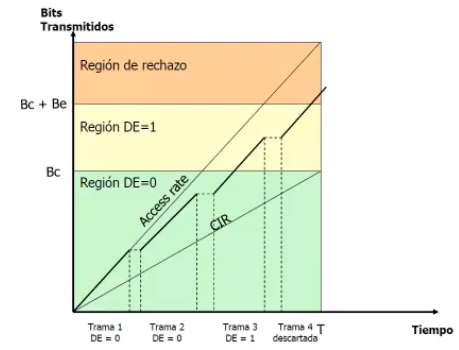 Bits
Transmitidos
Región de rechazo
Bc + Be
Región DE=1
Bc
Región DE=0
Access rate
CIR
Trama 1
DE = 0
Trama 2
DE = 0
Trama 3
DE = 1
Trama 4
descartada
T
Tiempo